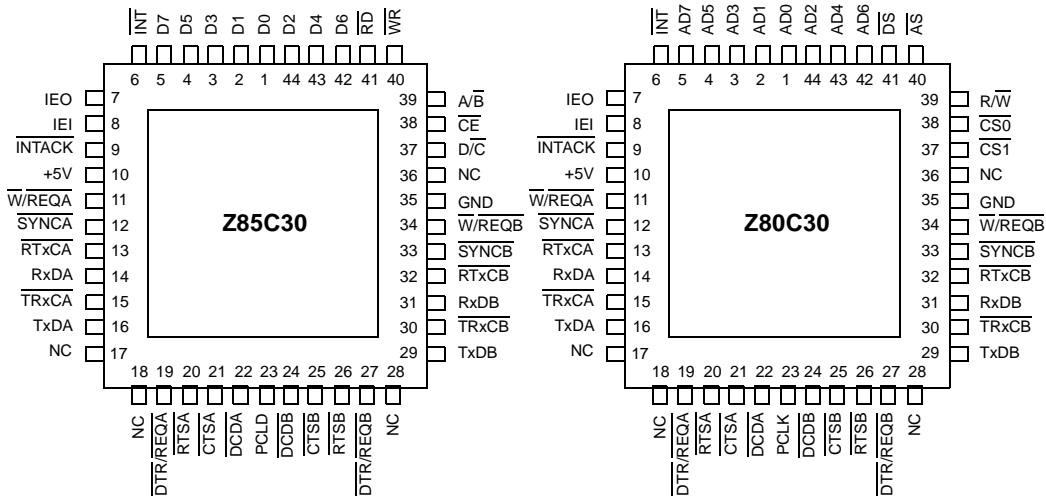 INT D7 D5 D3 D1 D0 D2 D4 D6 RD WR
6 5 4 3 2 1 44 43 42 41 40
IEO 7
IEI 8
INTACK 9
+5V 10
W/REQA 11
SYNCA 12
RTxCA 13
RxDA 14
TRxCA 15
TxDA 16
NC 17
Z85C30
39 A/B
38 CE
37 D/C
36 NC
35 GND
34 W/REQB
33 SYNCB
32 RTxCB
31 RxDB
30 TRxCB
29 TxDB
18 19 20 21 22 23 24 25 26 27 28
NC DTR/REQA RTSA CTSA DCDA PCLD DCDB CTSB RTSB DTR/REQB NC
INT AD7 AD5 AD3 AD1 AD0 AD2 AD4 AD6 DS AS
6 5 4 3 2 1 44 43 42 41 40
IEO 7
IEI 8
INTACK 9
+5V 10
W/REQA 11
SYNCA 12
RTxCA 13
RxDA 14
TRxCA 15
TxDA 16
NC 17
Z80C30
39 R/W
38 CS0
37 CS1
36 NC
35 GND
34 W/REQB
33 SYNCB
32 RTxCB
31 RxDB
30 TRxCB
29 TxDB
18 19 20 21 22 23 24 25 26 27 28
NC DTR/REQA RTSA CTSA DCDA PCLK DCDB CTSB RTSB DTR/REQB NC